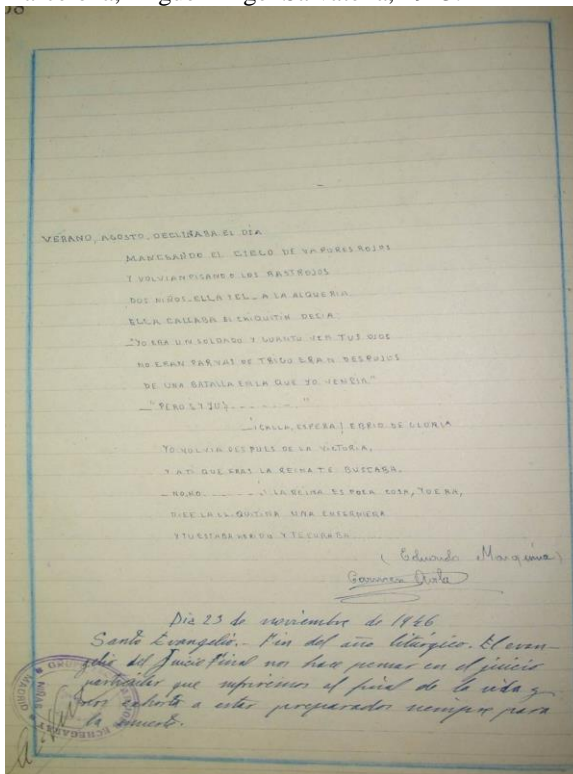 VERANO, AGOSTO, DECLINABA EL DÍA
MANCHANDO EL CIELO DE VAPORES ROJOS
Y VOLVIAN PISANDO LOS RASTROJOS
DOS NIÑOS, ELLA Y EL, A LA ALQUERIA
ELLA CALLABA EL CHIQUITIN DECIA
"YO ERA UN SOLDADO Y CUANTO VEN TUS OJOS
NO ERAN PARVAS DE TRIGO ERAN DESPOJOS
DE UNA BATALLA EN LA QUE YO VENCIA."
—"PERO ¿Y YO?.......... "
—¡CALLA, ESPERA! EBRIO DE GLORIA
YO VOLVIA DESPUES DE LA VICTORIA,
Y A TI QUE ERAS LA REINA TE BUSCABA.
— NO, NO. ........! LA REINA ES POCA COSA, YO ERA,
DICE LA CHIQUITINA UNA ENFERMERA
Y TU ESTABA HERIDO Y TE CURABA.
(Eduardo Marquina)
Carmen Ávila
Día 23 de noviembre de 1946
Santo Evangelio.- Fin del año litúrgico. El evan-
gelio del Juicio Final nos hace pensar en el juicio
particular que sufriremos al final de la vida y
nos exhorta a estar preparados siempre para
la muerte.
GRUPO
NIÑAS
MADRID
ECHEGARAY